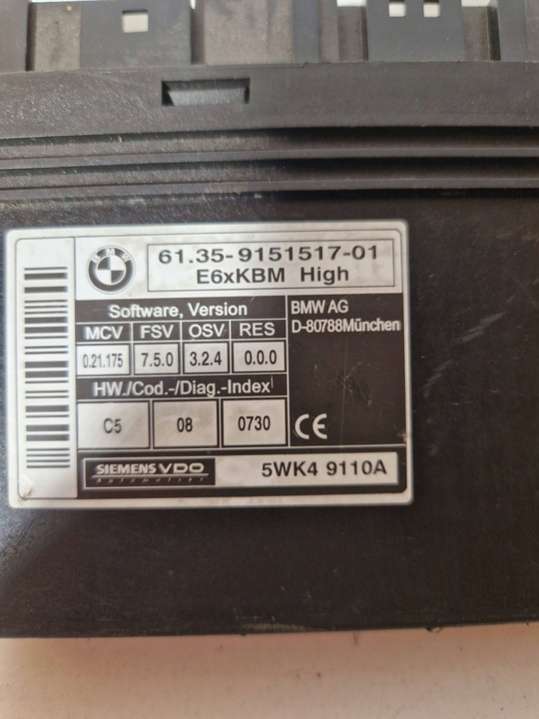 BMW
61.35-9151517-01
E6xKBM High
Software, Version
MCV FSV OSV RES
0.21.175 7.5.0 3.2.4 0.0.0
HW./Cod.-/Diag.-Index
C5 08 0730
BMW AG
D-80788München
CE
SIEMENS VDO
Automotive
5WK4 9110A